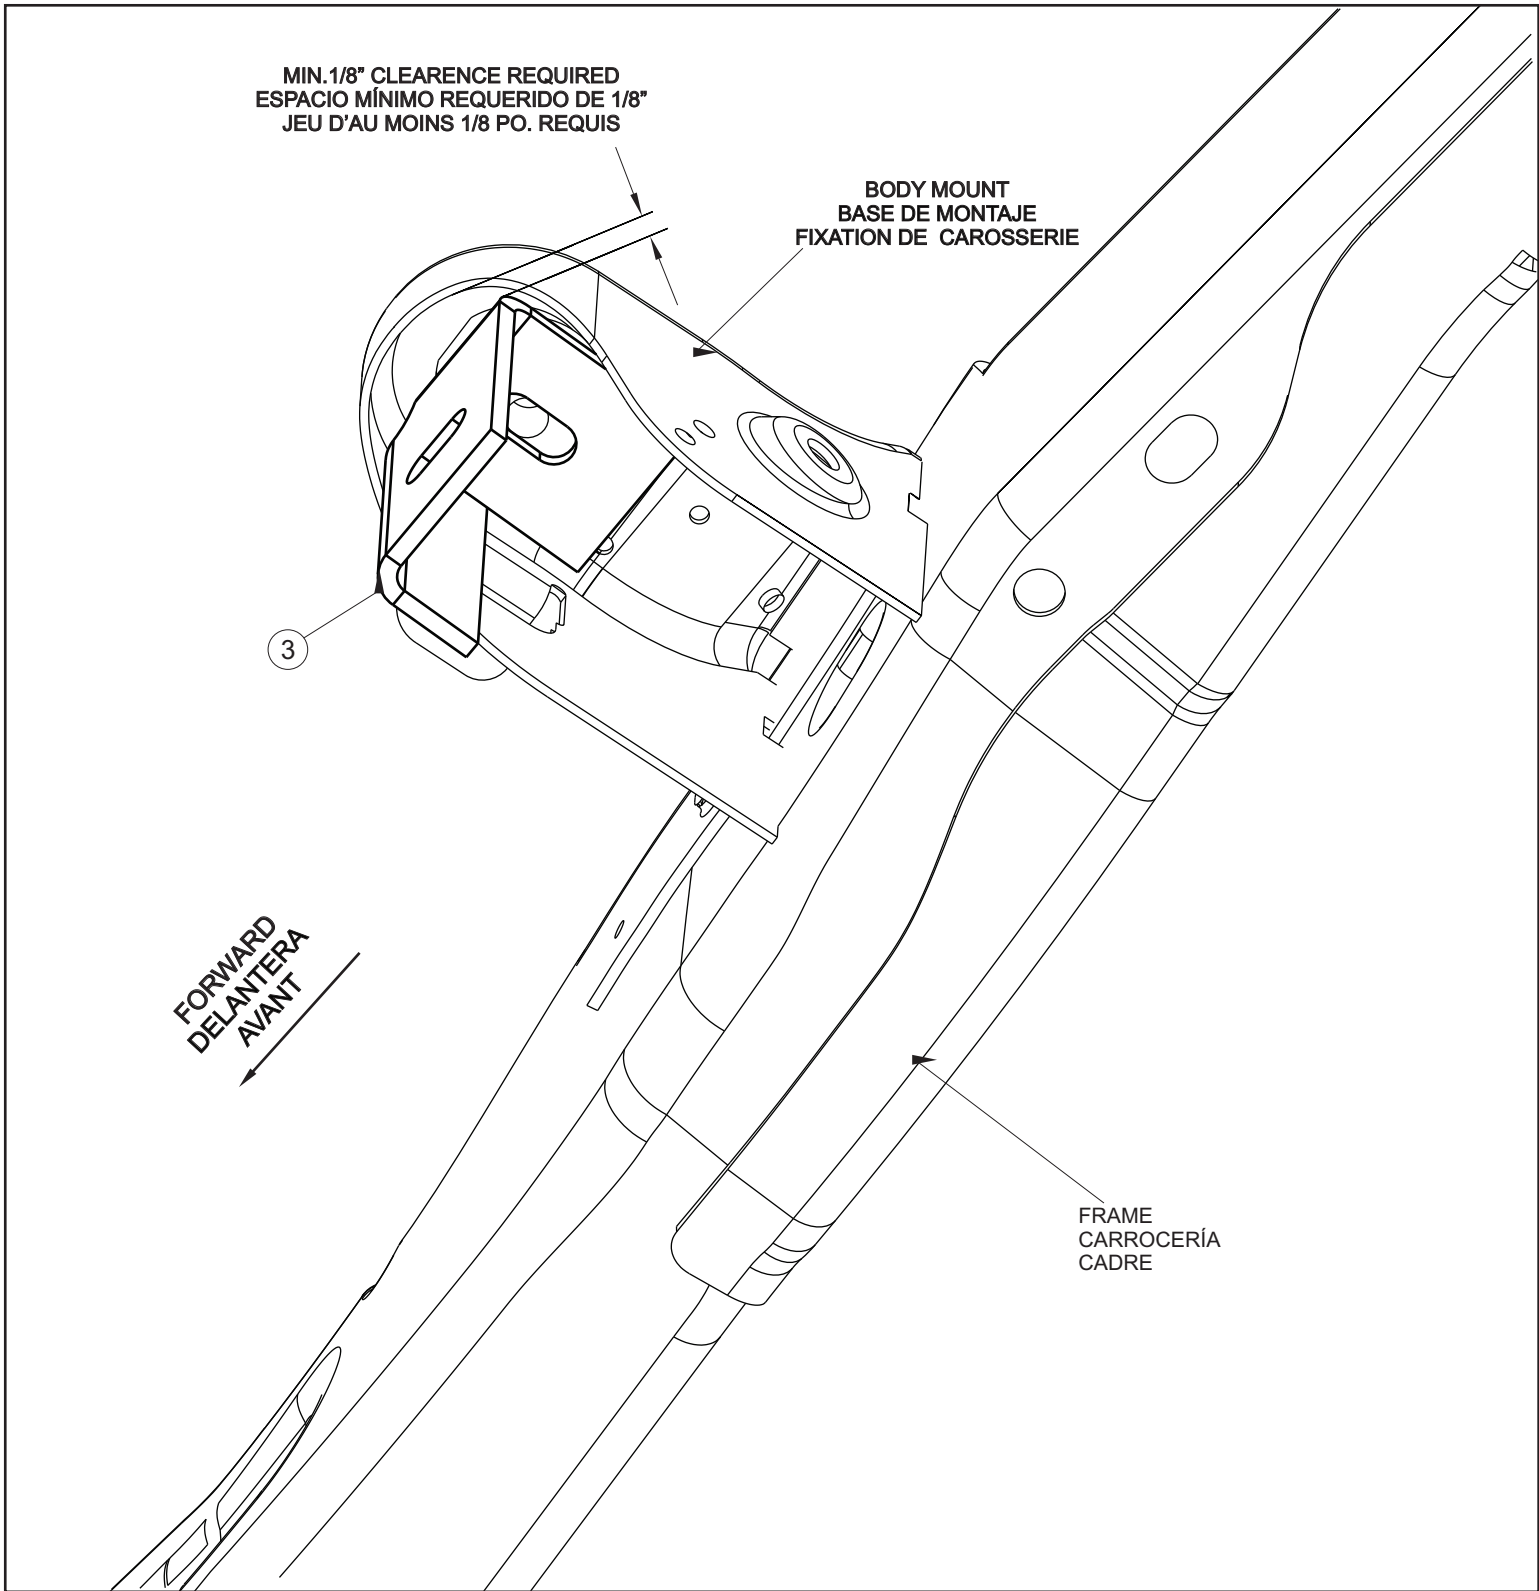 MIN.1/8” CLEARENCE REQUIRED
ESPACIO MÍNIMO REQUERIDO DE 1/8”
JEU D’AU MOINS 1/8 PO. REQUIS
BODY MOUNT
BASE DE MONTAJE
FIXATION DE CAROSSERIE
3
FORWARD
DELANTERA
AVANT
FRAME
CARROCERÍA
CADRE